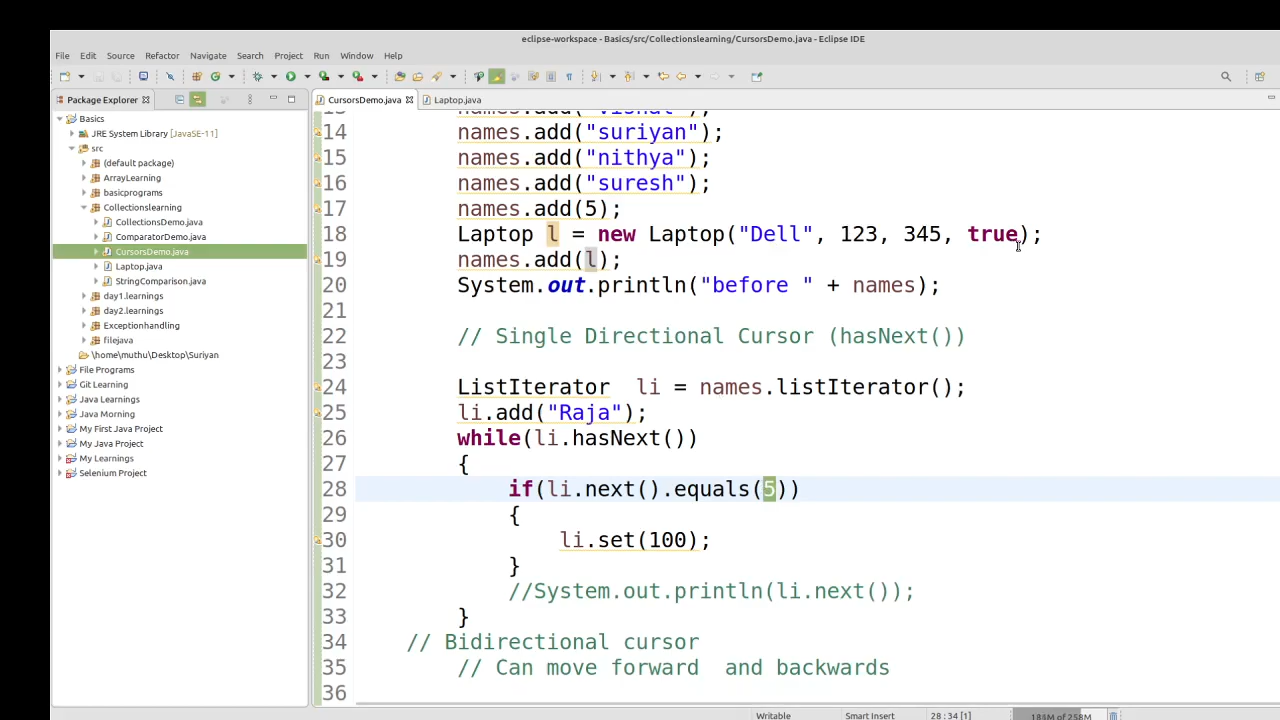 eclipse-workspace - Basics/src/Collectionslearning/CursorsDemo.java - Eclipse IDE
File Edit Source Refactor Navigate Search Project Run Window Help
Package Explorer
CursorsDemo.java Laptop.java
Basics
JRE System Library [JavaSE-11]
src
(default package)
ArrayLearning
basicprograms
Collectionslearning
CollectionsDemo.java
ComparatorDemo.java
CursorsDemo.java
Laptop.java
StringComparison.java
day1.learnings
day2.learnings
Exceptionhandling
filejava
\home\muthu\Desktop\Suriyan
File Programs
Git Learning
Java Learnings
Java Morning
My First Java Project
My Java Project
My Learnings
Selenium Project
14 names.add("suriyan");
15 names.add("nithya");
16 names.add("suresh");
17 names.add(5);
18 Laptop l = new Laptop("Dell", 123, 345, true);
19 names.add(l);
20 System.out.println("before " + names);
21
22 // Single Directional Cursor (hasNext())
23
24 ListIterator  li = names.listIterator();
25 li.add("Raja");
26 while(li.hasNext())
27 {
28 if(li.next().equals(5))
29 {
30 li.set(100);
31 }
32 //System.out.println(li.next());
33 }
34 // Bidirectional cursor
35 // Can move forward  and backwards
36
Writable Smart Insert 28 : 34 [1]